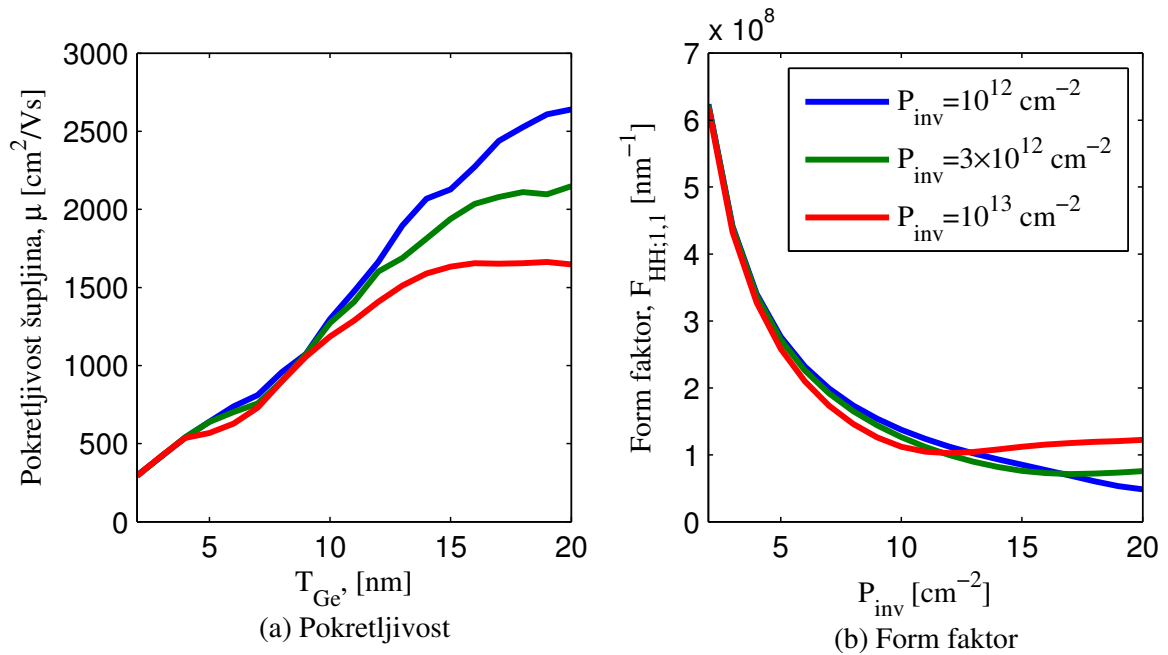 3000
2500
2000
1500
1000
500
0
5
10
15
20
Pokretljivost šupljina, μ [cm²/Vs]
T_Ge, [nm]
(a) Pokretljivost
x 10⁸
7
6
5
4
3
2
1
0
5
10
15
20
Form faktor, F_HH;1,1 [nm⁻¹]
P_inv=10¹² cm⁻²
P_inv=3×10¹² cm⁻²
P_inv=10¹³ cm⁻²
P_inv [cm⁻²]
(b) Form faktor